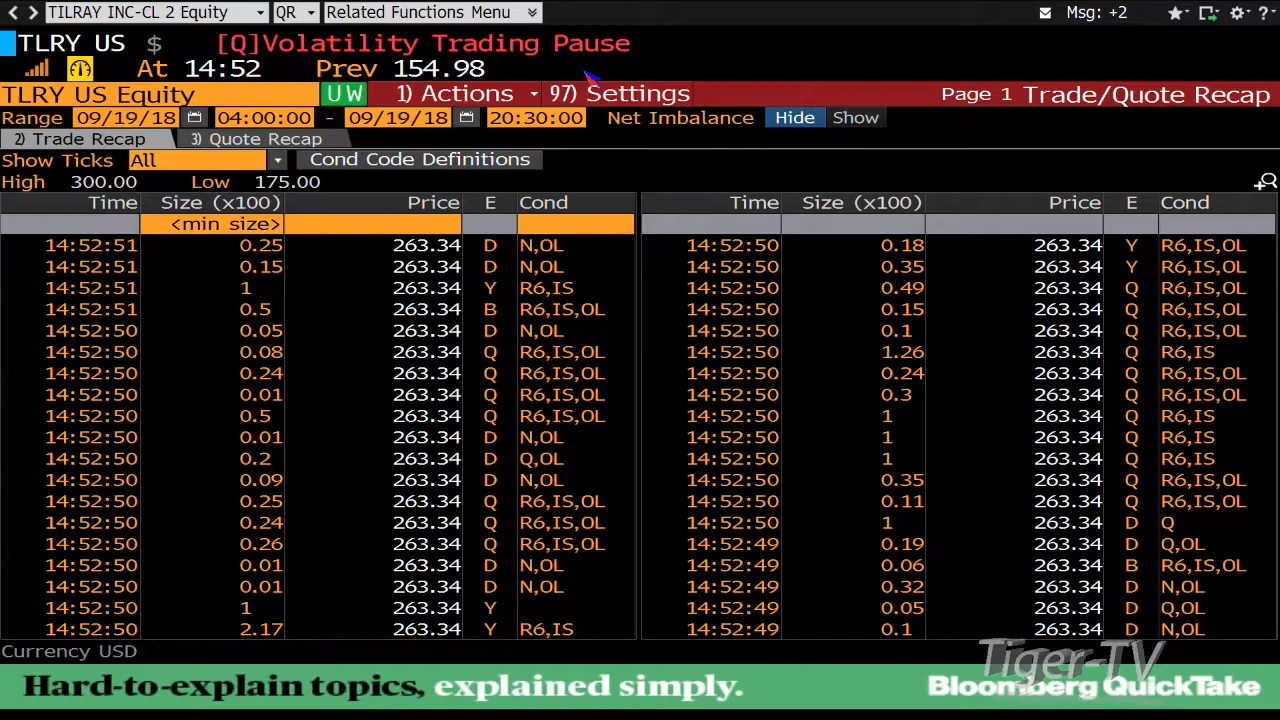 TILRAY INC-CL 2 Equity QR Related Functions Menu Msg: +2 ?
TLRY US $ [Q]Volatility Trading Pause
At 14:52 Prev 154.98
TLRY US Equity UW 1) Actions 97) Settings Page 1 Trade/Quote Recap
Range 09/19/18 04:00:00 - 09/19/18 20:30:00 Net Imbalance Hide Show
2) Trade Recap 3) Quote Recap
Show Ticks All Cond Code Definitions
High 300.00 Low 175.00
Time Size (x100) Price E Cond Time Size (x100) Price E Cond
<min size>
14:52:51 0.25 263.34 D N,OL 14:52:50 0.18 263.34 Y R6,IS,OL
14:52:51 0.15 263.34 D N,OL 14:52:50 0.35 263.34 Y R6,IS,OL
14:52:51 1 263.34 Y R6,IS 14:52:50 0.49 263.34 Q R6,IS,OL
14:52:51 0.5 263.34 B R6,IS,OL 14:52:50 0.15 263.34 Q R6,IS,OL
14:52:50 0.05 263.34 D N,OL 14:52:50 0.1 263.34 Q R6,IS,OL
14:52:50 0.08 263.34 Q R6,IS,OL 14:52:50 1.26 263.34 Q R6,IS
14:52:50 0.24 263.34 Q R6,IS,OL 14:52:50 0.24 263.34 Q R6,IS,OL
14:52:50 0.01 263.34 Q R6,IS,OL 14:52:50 0.3 263.34 Q R6,IS,OL
14:52:50 0.5 263.34 Q R6,IS,OL 14:52:50 1 263.34 Q R6,IS
14:52:50 0.01 263.34 D N,OL 14:52:50 1 263.34 Q R6,IS
14:52:50 0.2 263.34 D Q,OL 14:52:50 1 263.34 Q R6,IS
14:52:50 0.09 263.34 D N,OL 14:52:50 0.35 263.34 Q R6,IS,OL
14:52:50 0.25 263.34 Q R6,IS,OL 14:52:50 0.11 263.34 Q R6,IS,OL
14:52:50 0.24 263.34 Q R6,IS,OL 14:52:50 1 263.34 D Q
14:52:50 0.26 263.34 Q R6,IS,OL 14:52:49 0.19 263.34 D Q,OL
14:52:50 0.01 263.34 D N,OL 14:52:49 0.06 263.34 B R6,IS,OL
14:52:50 0.01 263.34 D N,OL 14:52:49 0.32 263.34 D N,OL
14:52:50 1 263.34 Y 14:52:49 0.05 263.34 D Q,OL
14:52:50 2.17 263.34 Y R6,IS 14:52:49 0.1 263.34 D N,OL
Currency USD
Tiger-TV
Hard-to-explain topics, explained simply. Bloomberg QuickTake